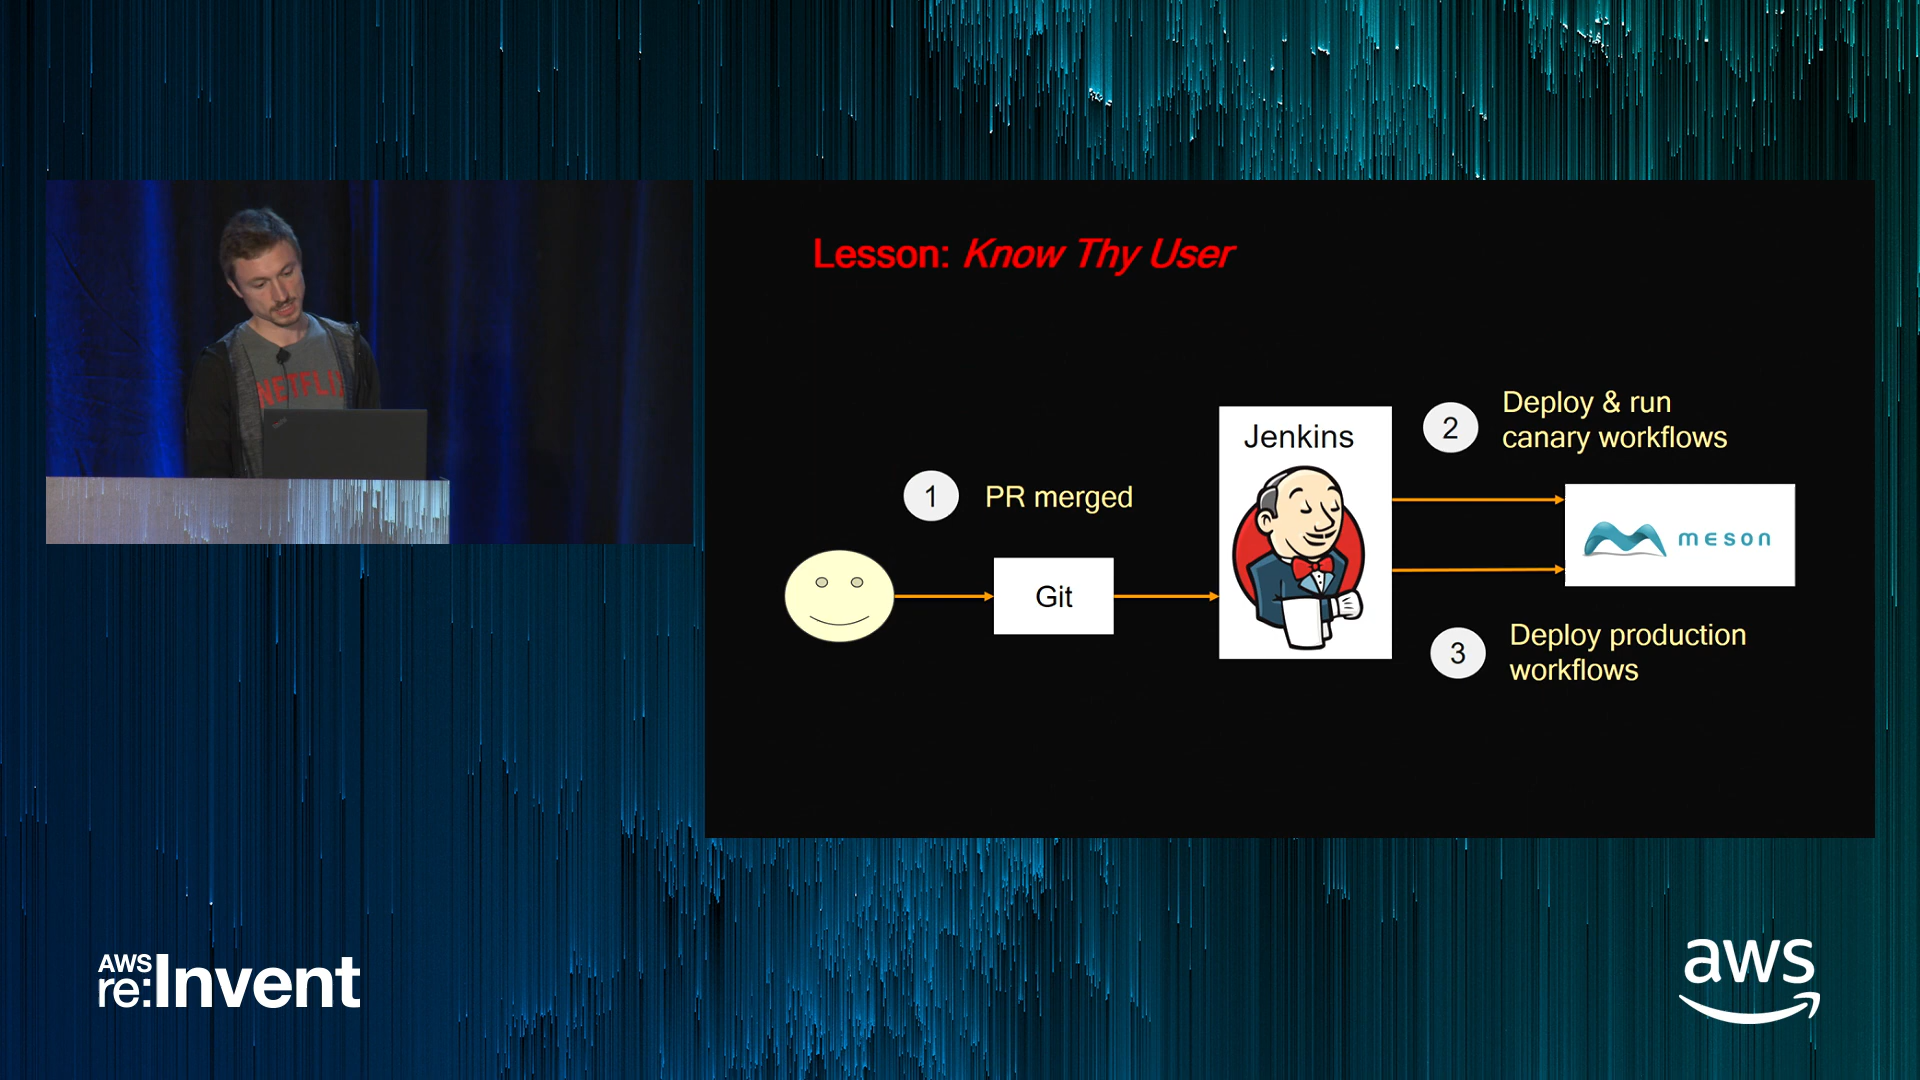 NETFLIX
Lesson: Know Thy User
1
PR merged
Git
Jenkins
2
Deploy & run
canary workflows
MESON
3
Deploy production
workflows
AWS
re:Invent
aws